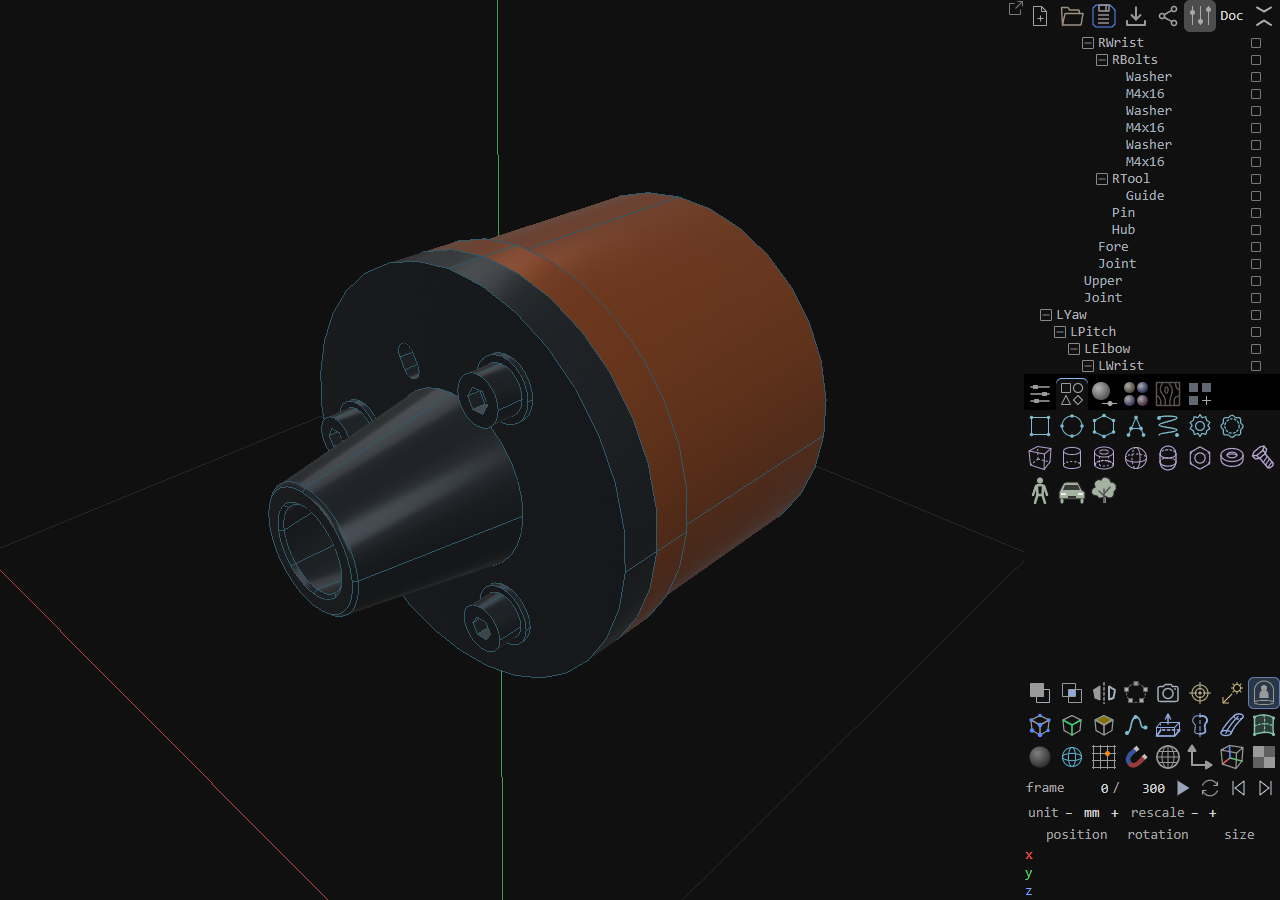 Doc
RWrist
RBolts
Washer
M4x16
Washer
M4x16
Washer
M4x16
RTool
Guide
Pin
Hub
Fore
Joint
Upper
Joint
LYaw
LPitch
LElbow
LWrist
frame 0 / 300
unit − mm + rescale − +
position rotation size
x
y
z